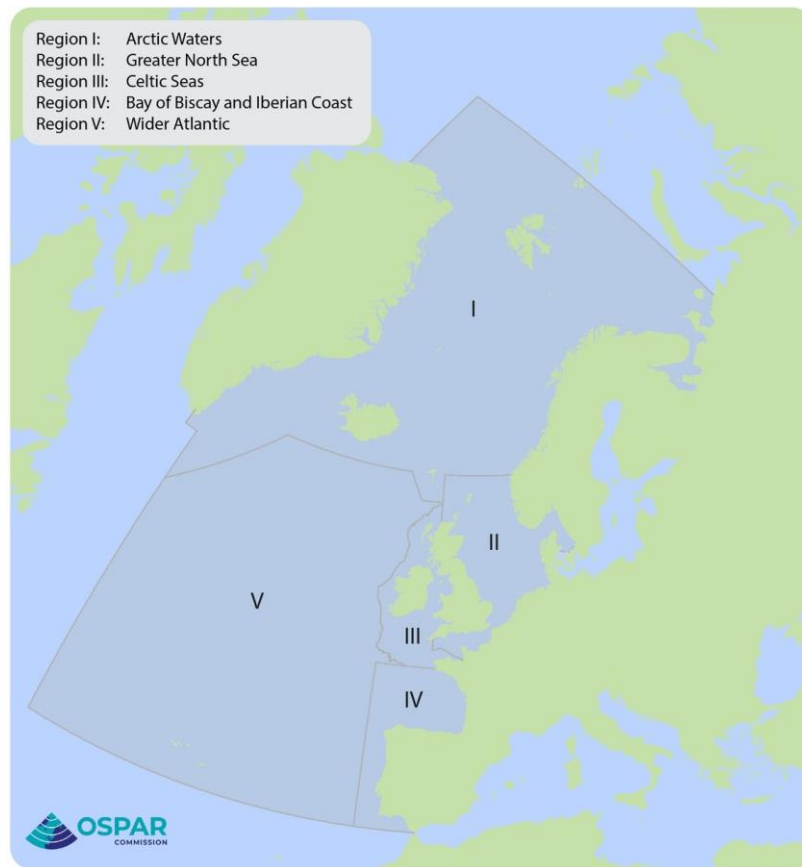 Region I: Arctic Waters
Region II: Greater North Sea
Region III: Celtic Seas
Region IV: Bay of Biscay and Iberian Coast
Region V: Wider Atlantic
I
II
V
III
IV
OSPAR
COMMISSION